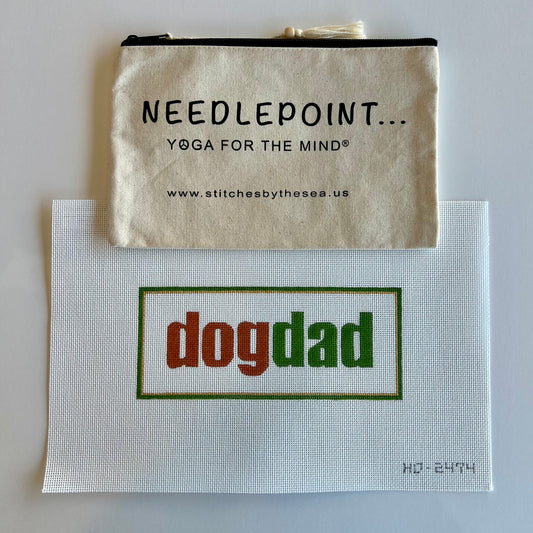 NEEDLEPOINT...
YOGA FOR THE MIND®
www.stitchesbythesea.us
dogdad
HD-2474